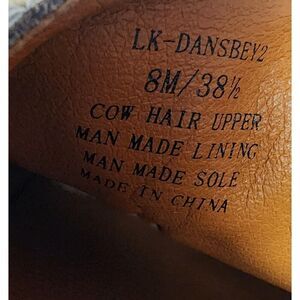 LK-DANSBEY2
8M/38½
COW HAIR UPPER
MAN MADE LINING
MAN MADE SOLE
MADE IN CHINA